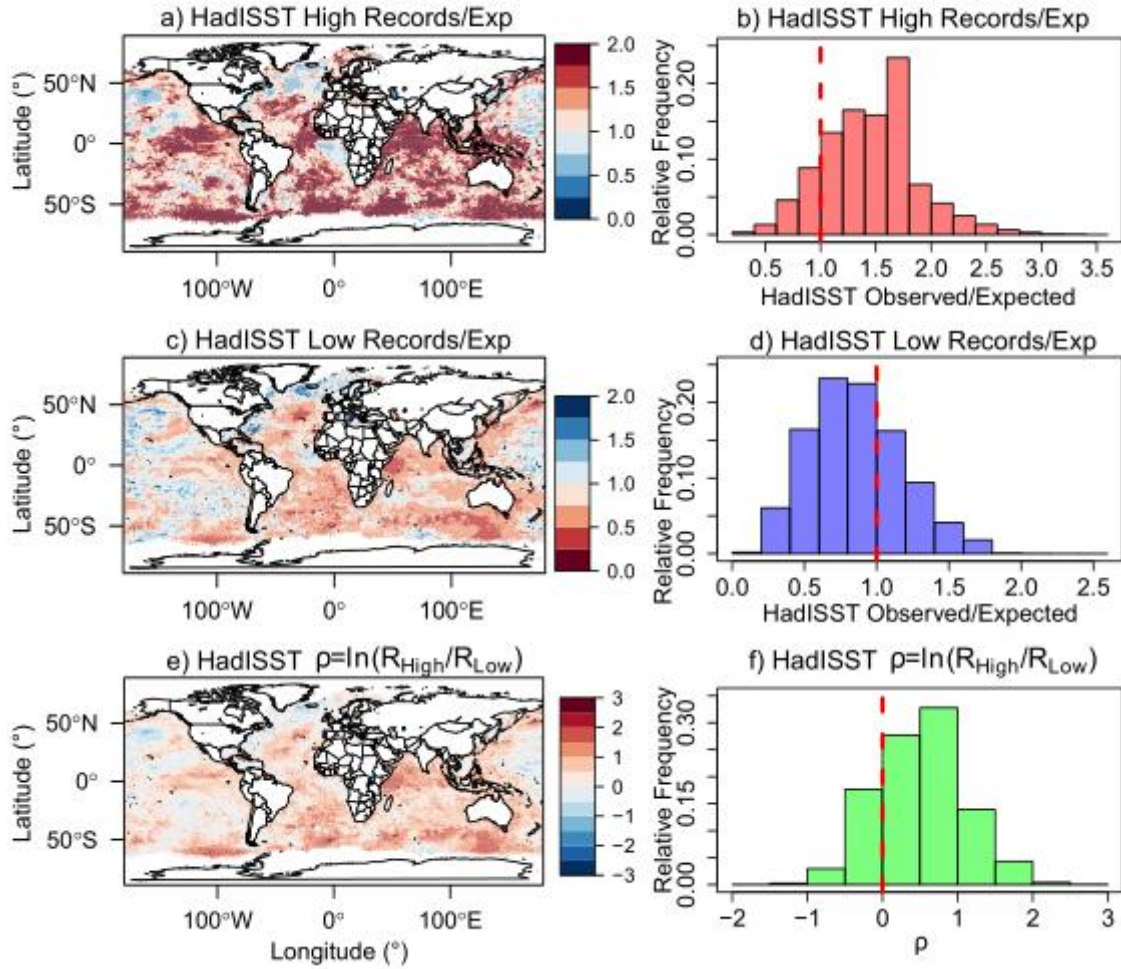 a) HadISST High Records/Exp
b) HadISST High Records/Exp
Latitude (°)
50°N
0°
50°S
100°W
0°
100°E
2.0
1.5
1.0
0.5
0.0
Relative Frequency
0.20
0.10
0.00
0.5
1.0
1.5
2.0
2.5
3.0
3.5
HadISST Observed/Expected
c) HadISST Low Records/Exp
d) HadISST Low Records/Exp
Latitude (°)
50°N
0°
50°S
100°W
0°
100°E
2.0
1.5
1.0
0.5
0.0
Relative Frequency
0.20
0.10
0.00
0.0
0.5
1.0
1.5
2.0
2.5
HadISST Observed/Expected
e) HadISST ρ=ln(R_High/R_Low)
f) HadISST ρ=ln(R_High/R_Low)
Latitude (°)
50°N
0°
50°S
100°W
0°
100°E
Longitude (°)
3
2
1
0
−1
−2
−3
Relative Frequency
0.30
0.15
0.00
−2
−1
0
1
2
3
ρ